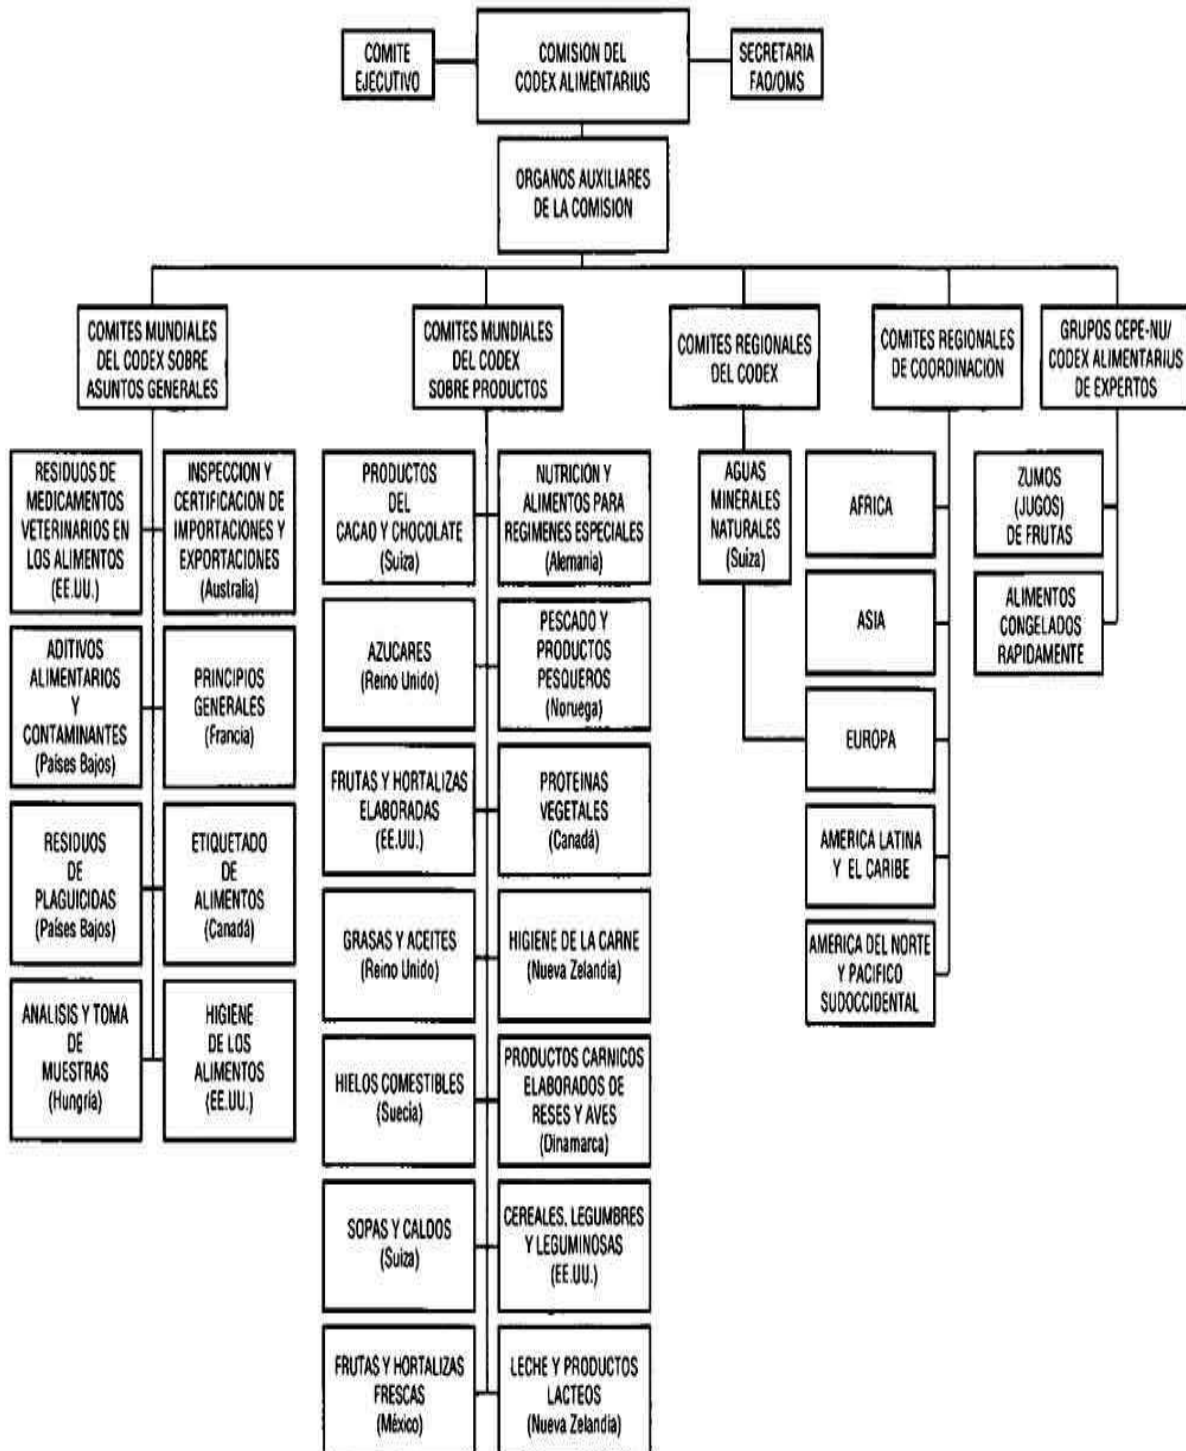 COMITE
EJECUTIVO
COMISION DEL
CODEX ALIMENTARIUS
SECRETARIA
FAO/OMS
ORGANOS AUXILIARES
DE LA COMISION
COMITES MUNDIALES
DEL CODEX SOBRE
ASUNTOS GENERALES
COMITES MUNDIALES
DEL CODEX
SOBRE PRODUCTOS
COMITES REGIONALES
DEL CODEX
COMITES REGIONALES
DE COORDINACION
GRUPOS CEPE-NU/
CODEX ALIMENTARIUS
DE EXPERTOS
RESIDUOS DE
MEDICAMENTOS
VETERINARIOS EN
LOS ALIMENTOS
(EE.UU.)
INSPECCION Y
CERTIFICACION DE
IMPORTACIONES Y
EXPORTACIONES
(Australia)
ADITIVOS
ALIMENTARIOS
Y
CONTAMINANTES
(Países Bajos)
PRINCIPIOS
GENERALES
(Francia)
RESIDUOS
DE
PLAGUICIDAS
(Países Bajos)
ETIQUETADO
DE
ALIMENTOS
(Canadá)
ANALISIS Y TOMA
DE
MUESTRAS
(Hungría)
HIGIENE
DE LOS
ALIMENTOS
(EE.UU.)
PRODUCTOS
DEL
CACAO Y CHOCOLATE
(Suiza)
NUTRICION Y
ALIMENTOS PARA
REGIMENES ESPECIALES
(Alemania)
AZUCARES
(Reino Unido)
PESCADO Y
PRODUCTOS
PESQUEROS
(Noruega)
FRUTAS Y HORTALIZAS
ELABORADAS
(EE.UU.)
PROTEINAS
VEGETALES
(Canadá)
GRASAS Y ACEITES
(Reino Unido)
HIGIENE DE LA CARNE
(Nueva Zelandia)
HIELOS COMESTIBLES
(Suecia)
PRODUCTOS CARNICOS
ELABORADOS DE
RESES Y AVES
(Dinamarca)
SOPAS Y CALDOS
(Suiza)
CEREALES, LEGUMBRES
Y LEGUMINOSAS
(EE.UU.)
FRUTAS Y HORTALIZAS
FRESCAS
(México)
LECHE Y PRODUCTOS
LACTEOS
(Nueva Zelandia)
AGUAS
MINERALES
NATURALES
(Suiza)
AFRICA
ASIA
EUROPA
AMERICA LATINA
Y EL CARIBE
AMERICA DEL NORTE
Y PACIFICO
SUDOCCIDENTAL
ZUMOS
(JUGOS)
DE FRUTAS
ALIMENTOS
CONGELADOS
RAPIDAMENTE